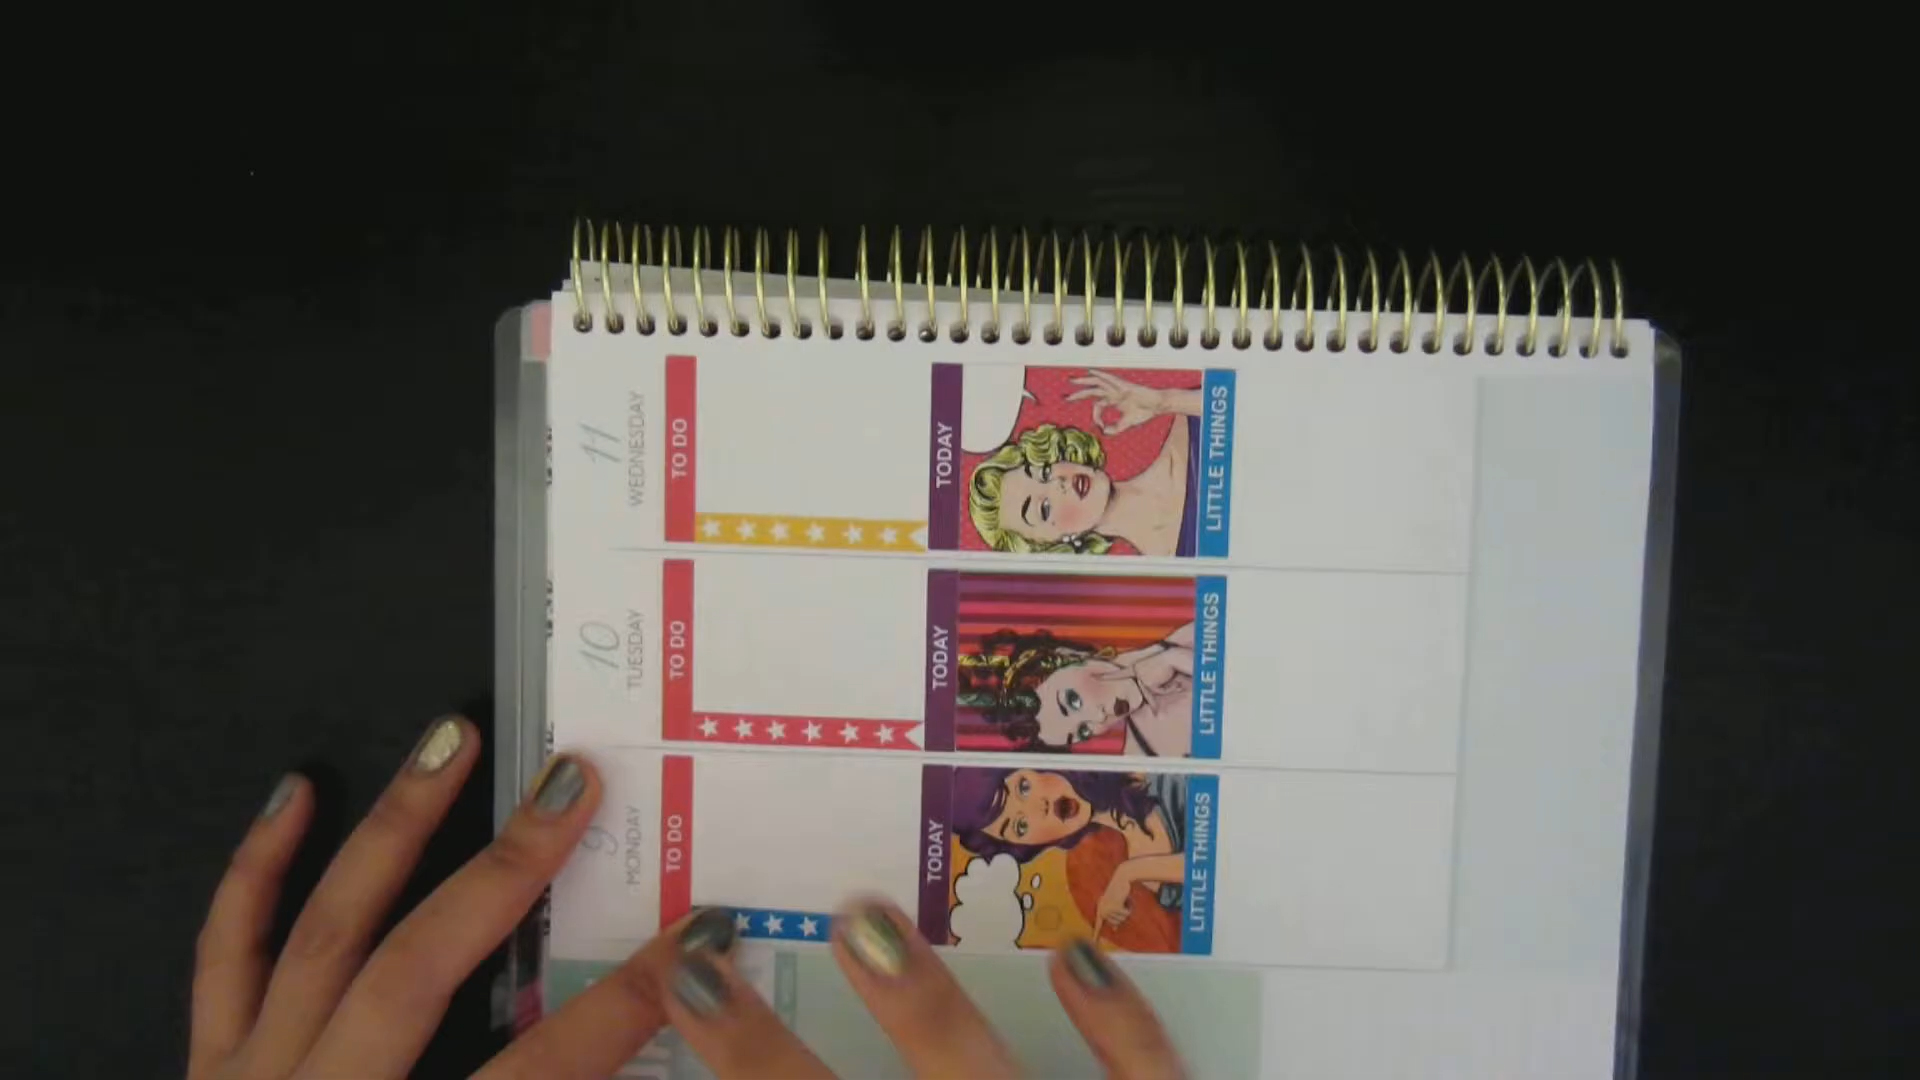 11
WEDNESDAY
TO DO
TODAY
LITTLE THINGS
10
TUESDAY
TO DO
TODAY
LITTLE THINGS
9
MONDAY
TO DO
TODAY
LITTLE THINGS